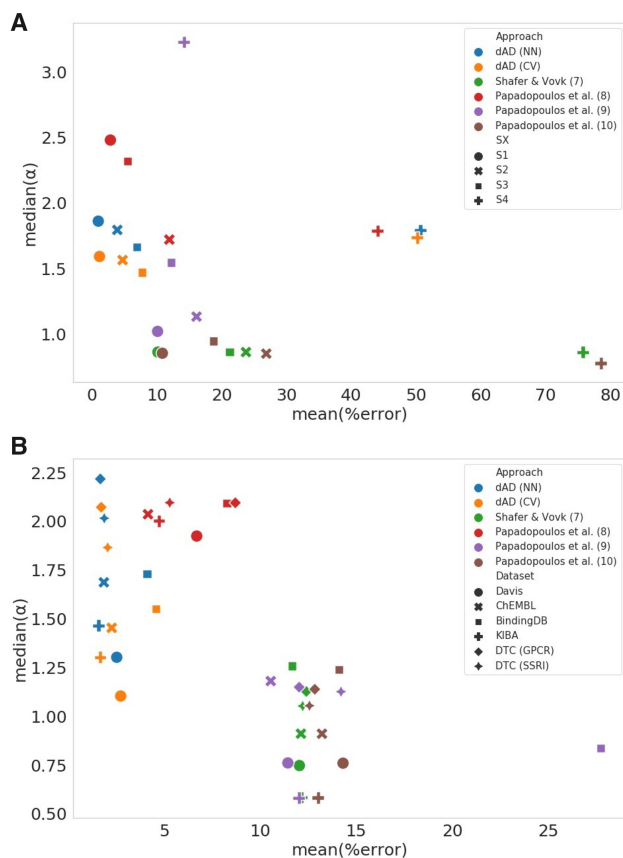 A
3.0
2.5
2.0
1.5
1.0
median(α)
0 10 20 30 40 50 60 70 80
mean(%error)
Approach
dAD (NN)
dAD (CV)
Shafer & Vovk (7)
Papadopoulos et al. (8)
Papadopoulos et al. (9)
Papadopoulos et al. (10)
SX
S1
S2
S3
S4
B
2.25
2.00
1.75
1.50
1.25
1.00
0.75
0.50
median(α)
5 10 15 20 25
mean(%error)
Approach
dAD (NN)
dAD (CV)
Shafer & Vovk (7)
Papadopoulos et al. (8)
Papadopoulos et al. (9)
Papadopoulos et al. (10)
Dataset
Davis
ChEMBL
BindingDB
KIBA
DTC (GPCR)
DTC (SSRI)